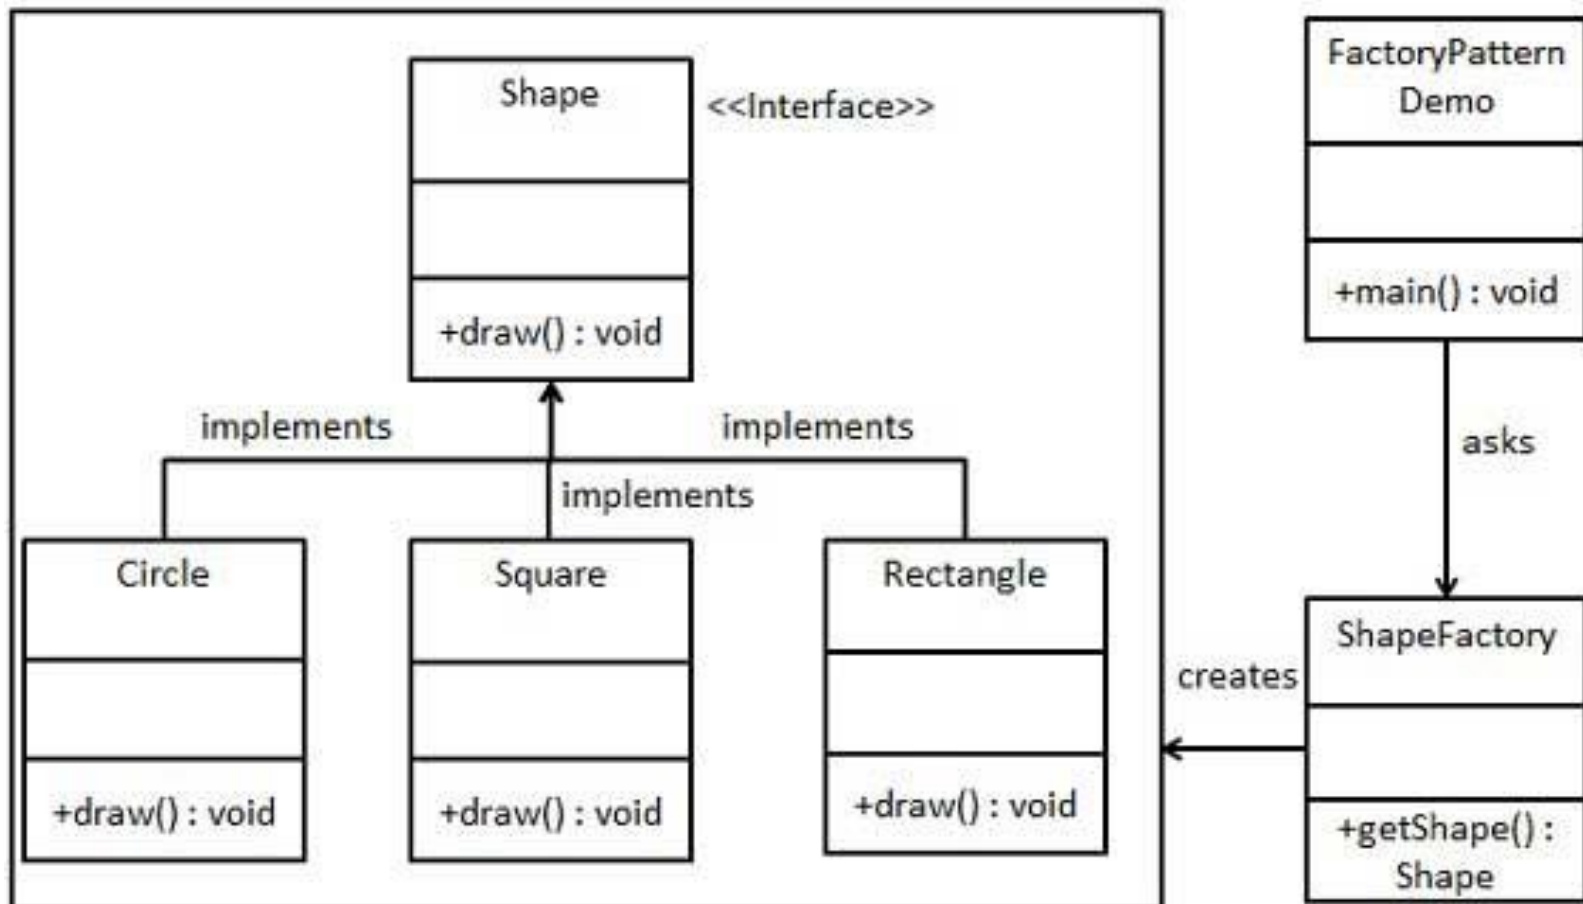 Shape
<<Interface>>
+draw() : void
implements
implements
implements
Circle
+draw() : void
Square
+draw() : void
Rectangle
+draw() : void
FactoryPattern
Demo
+main() : void
asks
ShapeFactory
+getShape() :
Shape
creates